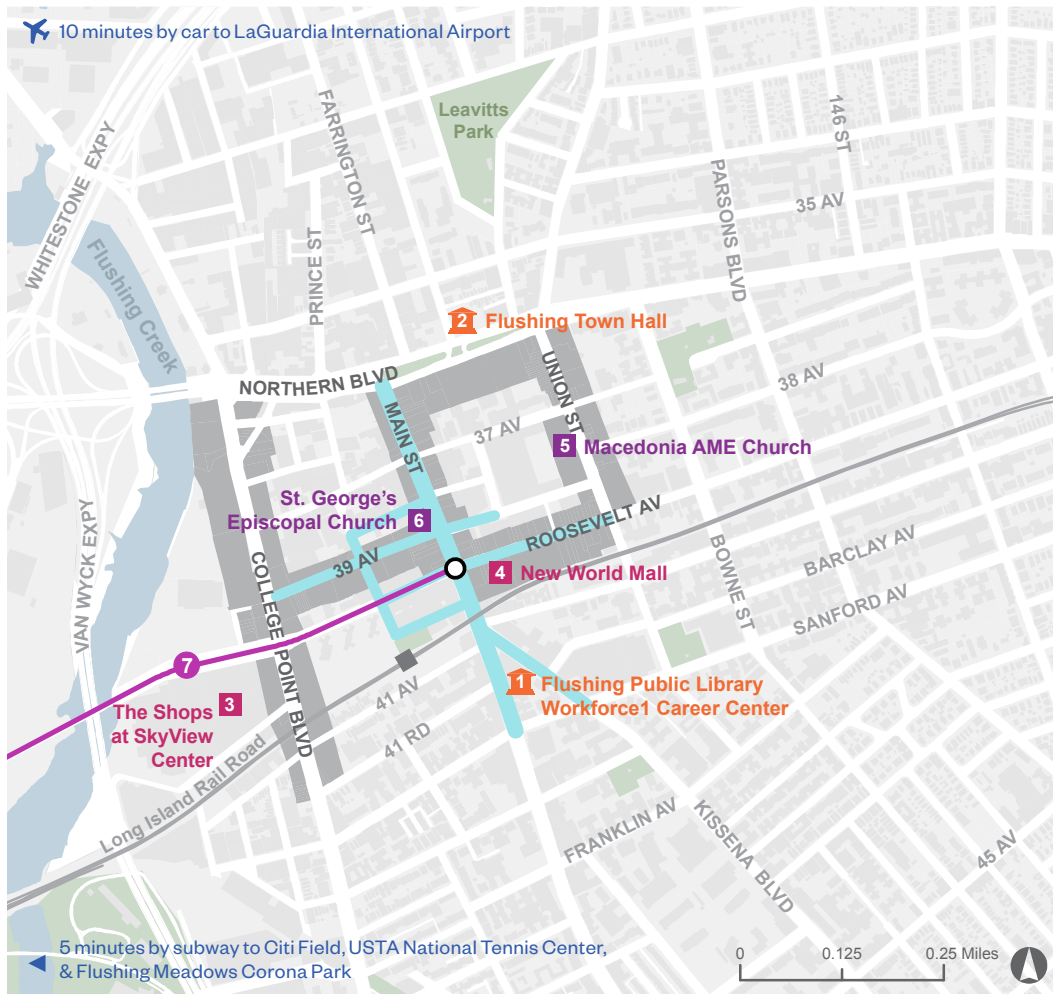 10 minutes by car to LaGuardia International Airport
Leavitts
Park
FARRINGTON ST
146 ST
WHITESTONE EXPY
PARSONS BLVD
35 AV
PRINCE ST
Flushing Creek
2 Flushing Town Hall
NORTHERN BLVD
UNION ST
38 AV
MAIN ST
37 AV
5 Macedonia AME Church
St. George's
Episcopal Church 6
ROOSEVELT AV
VAN WYCK EXPY
39 AV
BOWNE ST
BARCLAY AV
4 New World Mall
COLLEGE POINT BLVD
SANFORD AV
7
1 Flushing Public Library
Workforce1 Career Center
41 AV
The Shops 3
at SkyView
Center
41 RD
Long Island Rail Road
FRANKLIN AV
KISSENA BLVD
45 AV
5 minutes by subway to Citi Field, USTA National Tennis Center,
& Flushing Meadows Corona Park
0 0.125 0.25 Miles